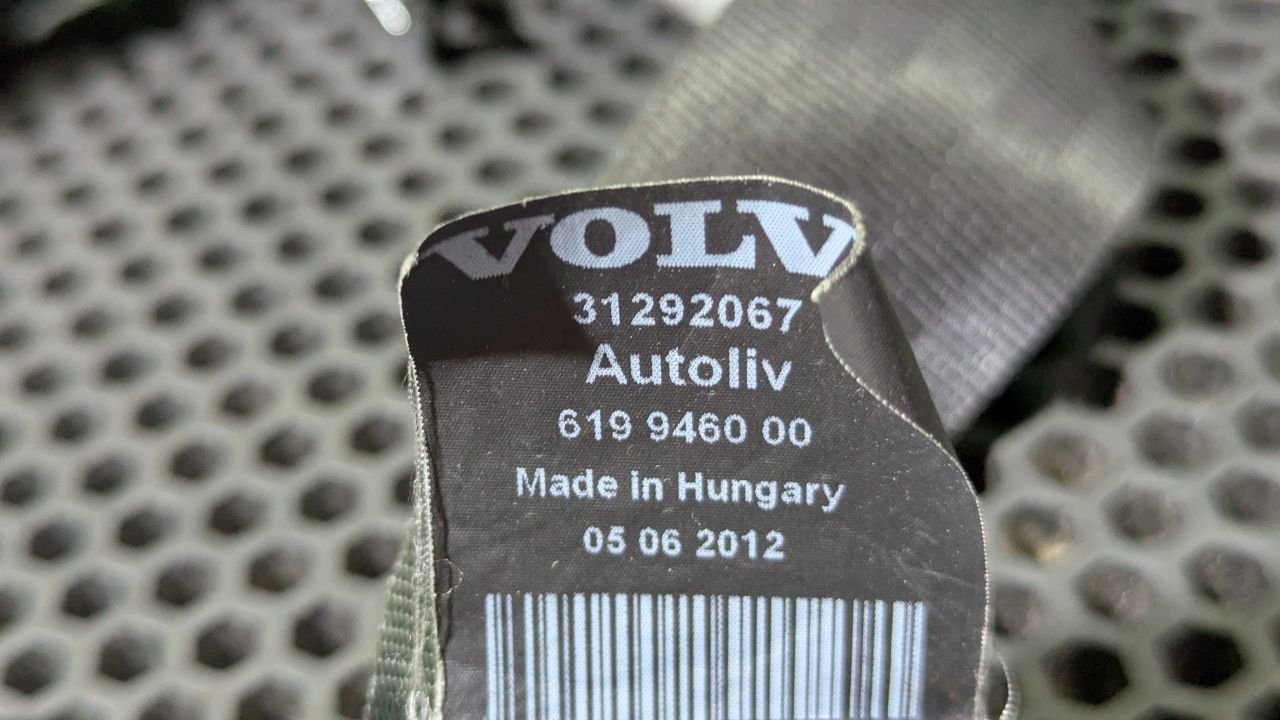 VOLV
31292067
Autoliv
619 9460 00
Made in Hungary
05 06 2012